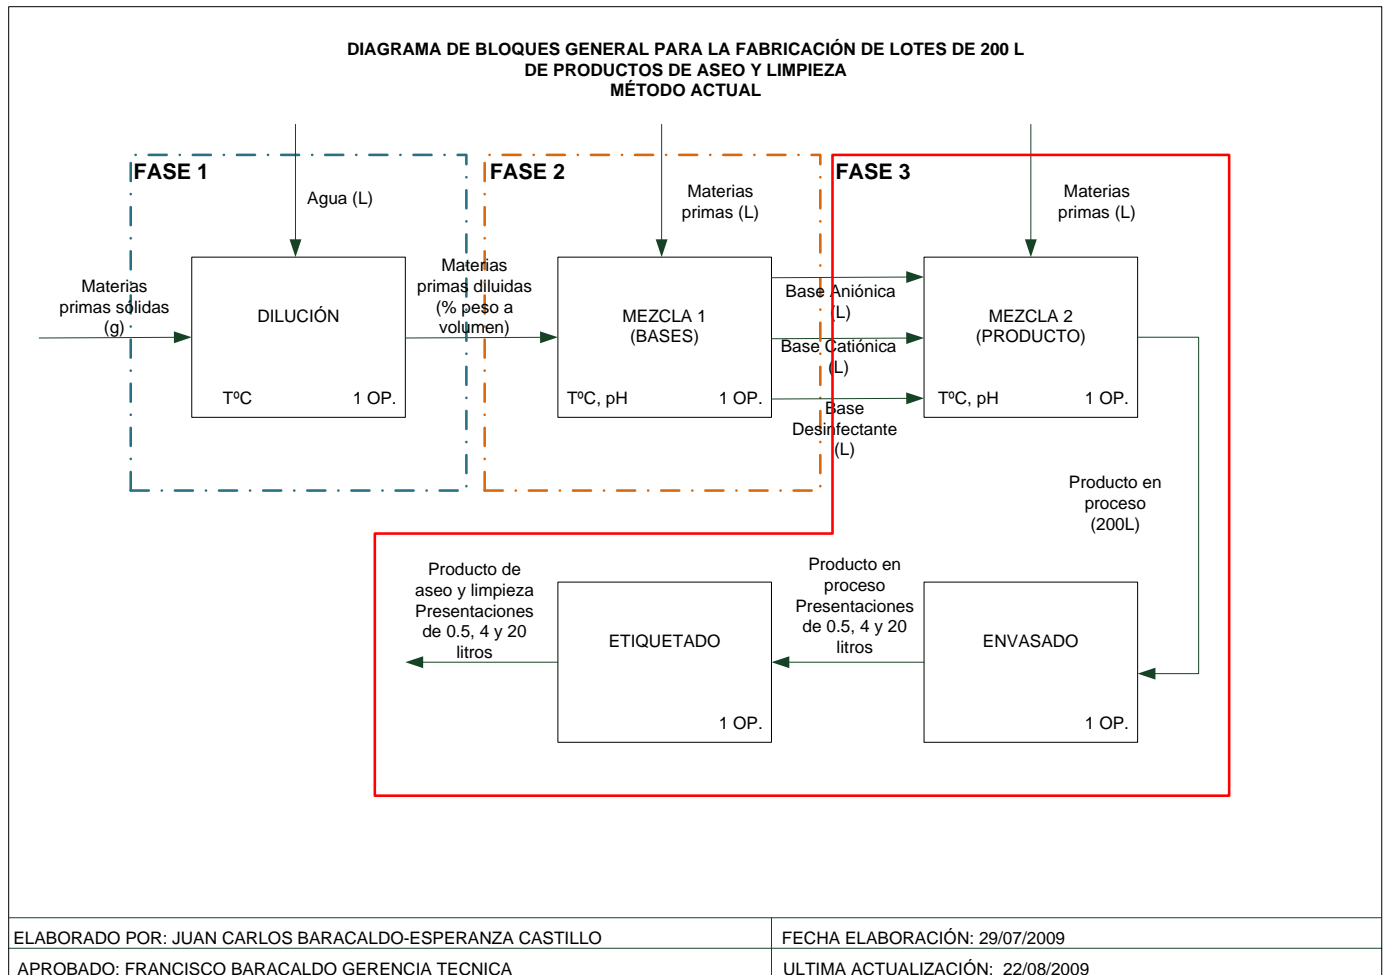 DIAGRAMA DE BLOQUES GENERAL PARA LA FABRICACIÓN DE LOTES DE 200 L
DE PRODUCTOS DE ASEO Y LIMPIEZA
MÉTODO ACTUAL
FASE 1
Agua (L)
Materias
primas sólidas
(g)
DILUCIÓN
TºC
1 OP.
Materias
primas diluidas
(% peso a
volumen)
FASE 2
Materias
primas (L)
MEZCLA 1
(BASES)
TºC, pH
1 OP.
Base Aniónica
(L)
Base Catiónica
(L)
Base
Desinfectante
(L)
FASE 3
Materias
primas (L)
MEZCLA 2
(PRODUCTO)
TºC, pH
1 OP.
Producto en
proceso
(200L)
ENVASADO
1 OP.
Producto en
proceso
Presentaciones
de 0.5, 4 y 20
litros
ETIQUETADO
1 OP.
Producto de
aseo y limpieza
Presentaciones
de 0.5, 4 y 20
litros
ELABORADO POR: JUAN CARLOS BARACALDO-ESPERANZA CASTILLO
FECHA ELABORACIÓN: 29/07/2009
APROBADO: FRANCISCO BARACALDO GERENCIA TECNICA
ULTIMA ACTUALIZACIÓN: 22/08/2009